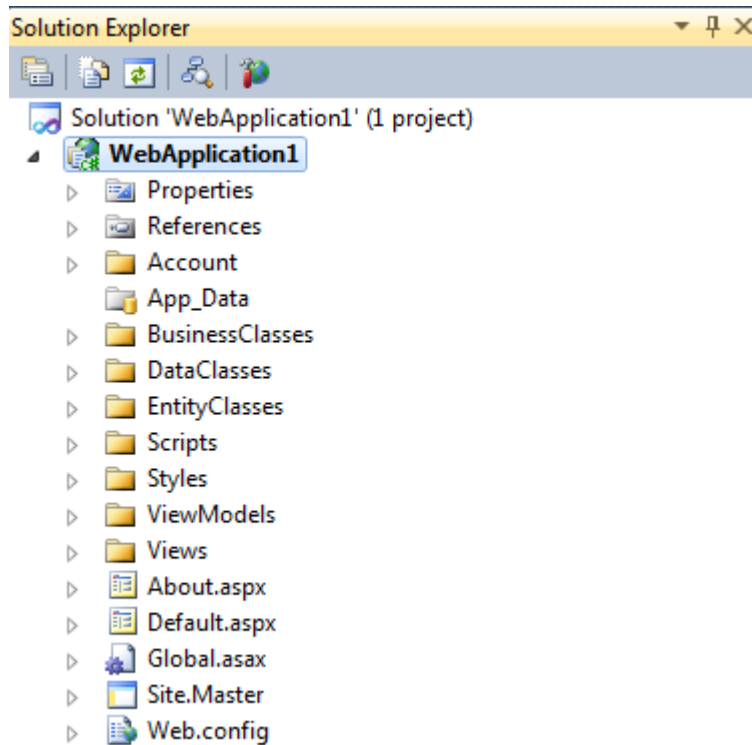 Solution Explorer
Solution 'WebApplication1' (1 project)
WebApplication1
Properties
References
Account
App_Data
BusinessClasses
DataClasses
EntityClasses
Scripts
Styles
ViewModels
Views
About.aspx
Default.aspx
Global.asax
Site.Master
Web.config